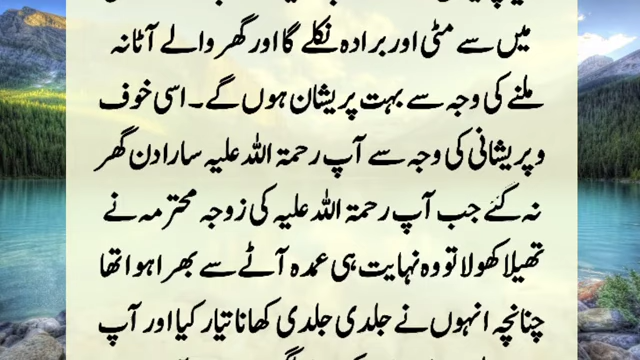 میں سے مٹی اور برادہ نکلے گا اور گھر والے آٹا نہ
ملنے کی وجہ سے بہت پریشان ہوں گے۔ اسی خوف
و پریشانی کی وجہ سے آپ رحمۃ اللہ علیہ سارا دن گھر
نہ گئے جب آپ رحمۃ اللہ علیہ کی زوجہ محترمہ نے
تھیلا کھولا تو وہ نہایت ہی عمدہ آٹے سے بھرا ہوا تھا
چنانچہ انہوں نے جلدی جلدی کھانا تیار کیا اور آپ